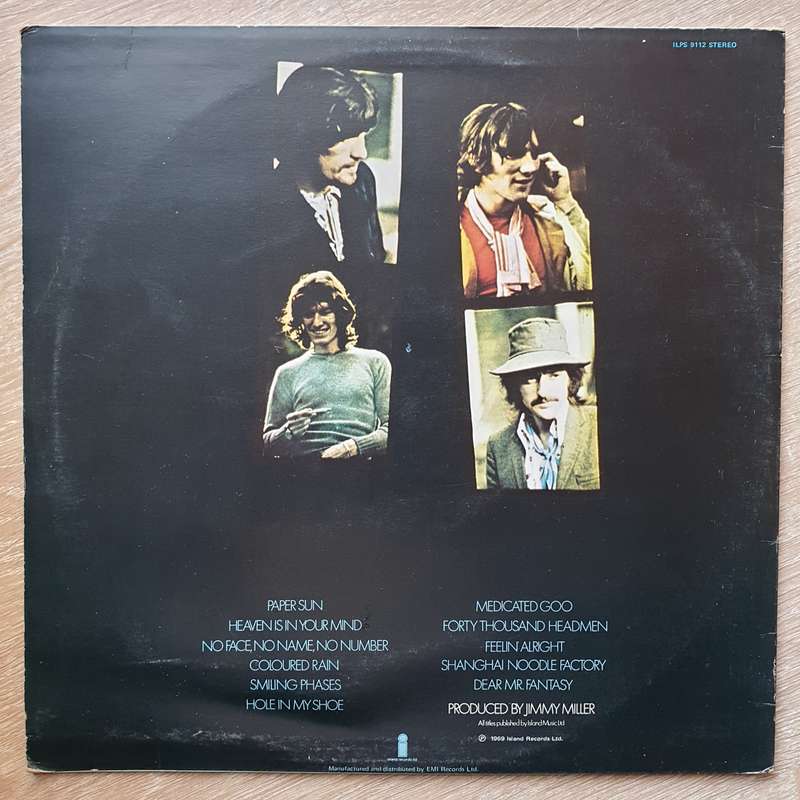 ILPS 9112 STEREO
PAPER SUN
HEAVEN IS IN YOUR MIND
NO FACE, NO NAME, NO NUMBER
COLOURED RAIN
SMILING PHASES
HOLE IN MY SHOE
MEDICATED GOO
FORTY THOUSAND HEADMEN
FEELIN ALRIGHT
SHANGHAI NOODLE FACTORY
DEAR MR. FANTASY
PRODUCED BY JIMMY MILLER
All titles published by Island Music Ltd
℗ 1969 Island Records Ltd.
i
island records ltd
Manufactured and distributed by EMI Records Ltd.